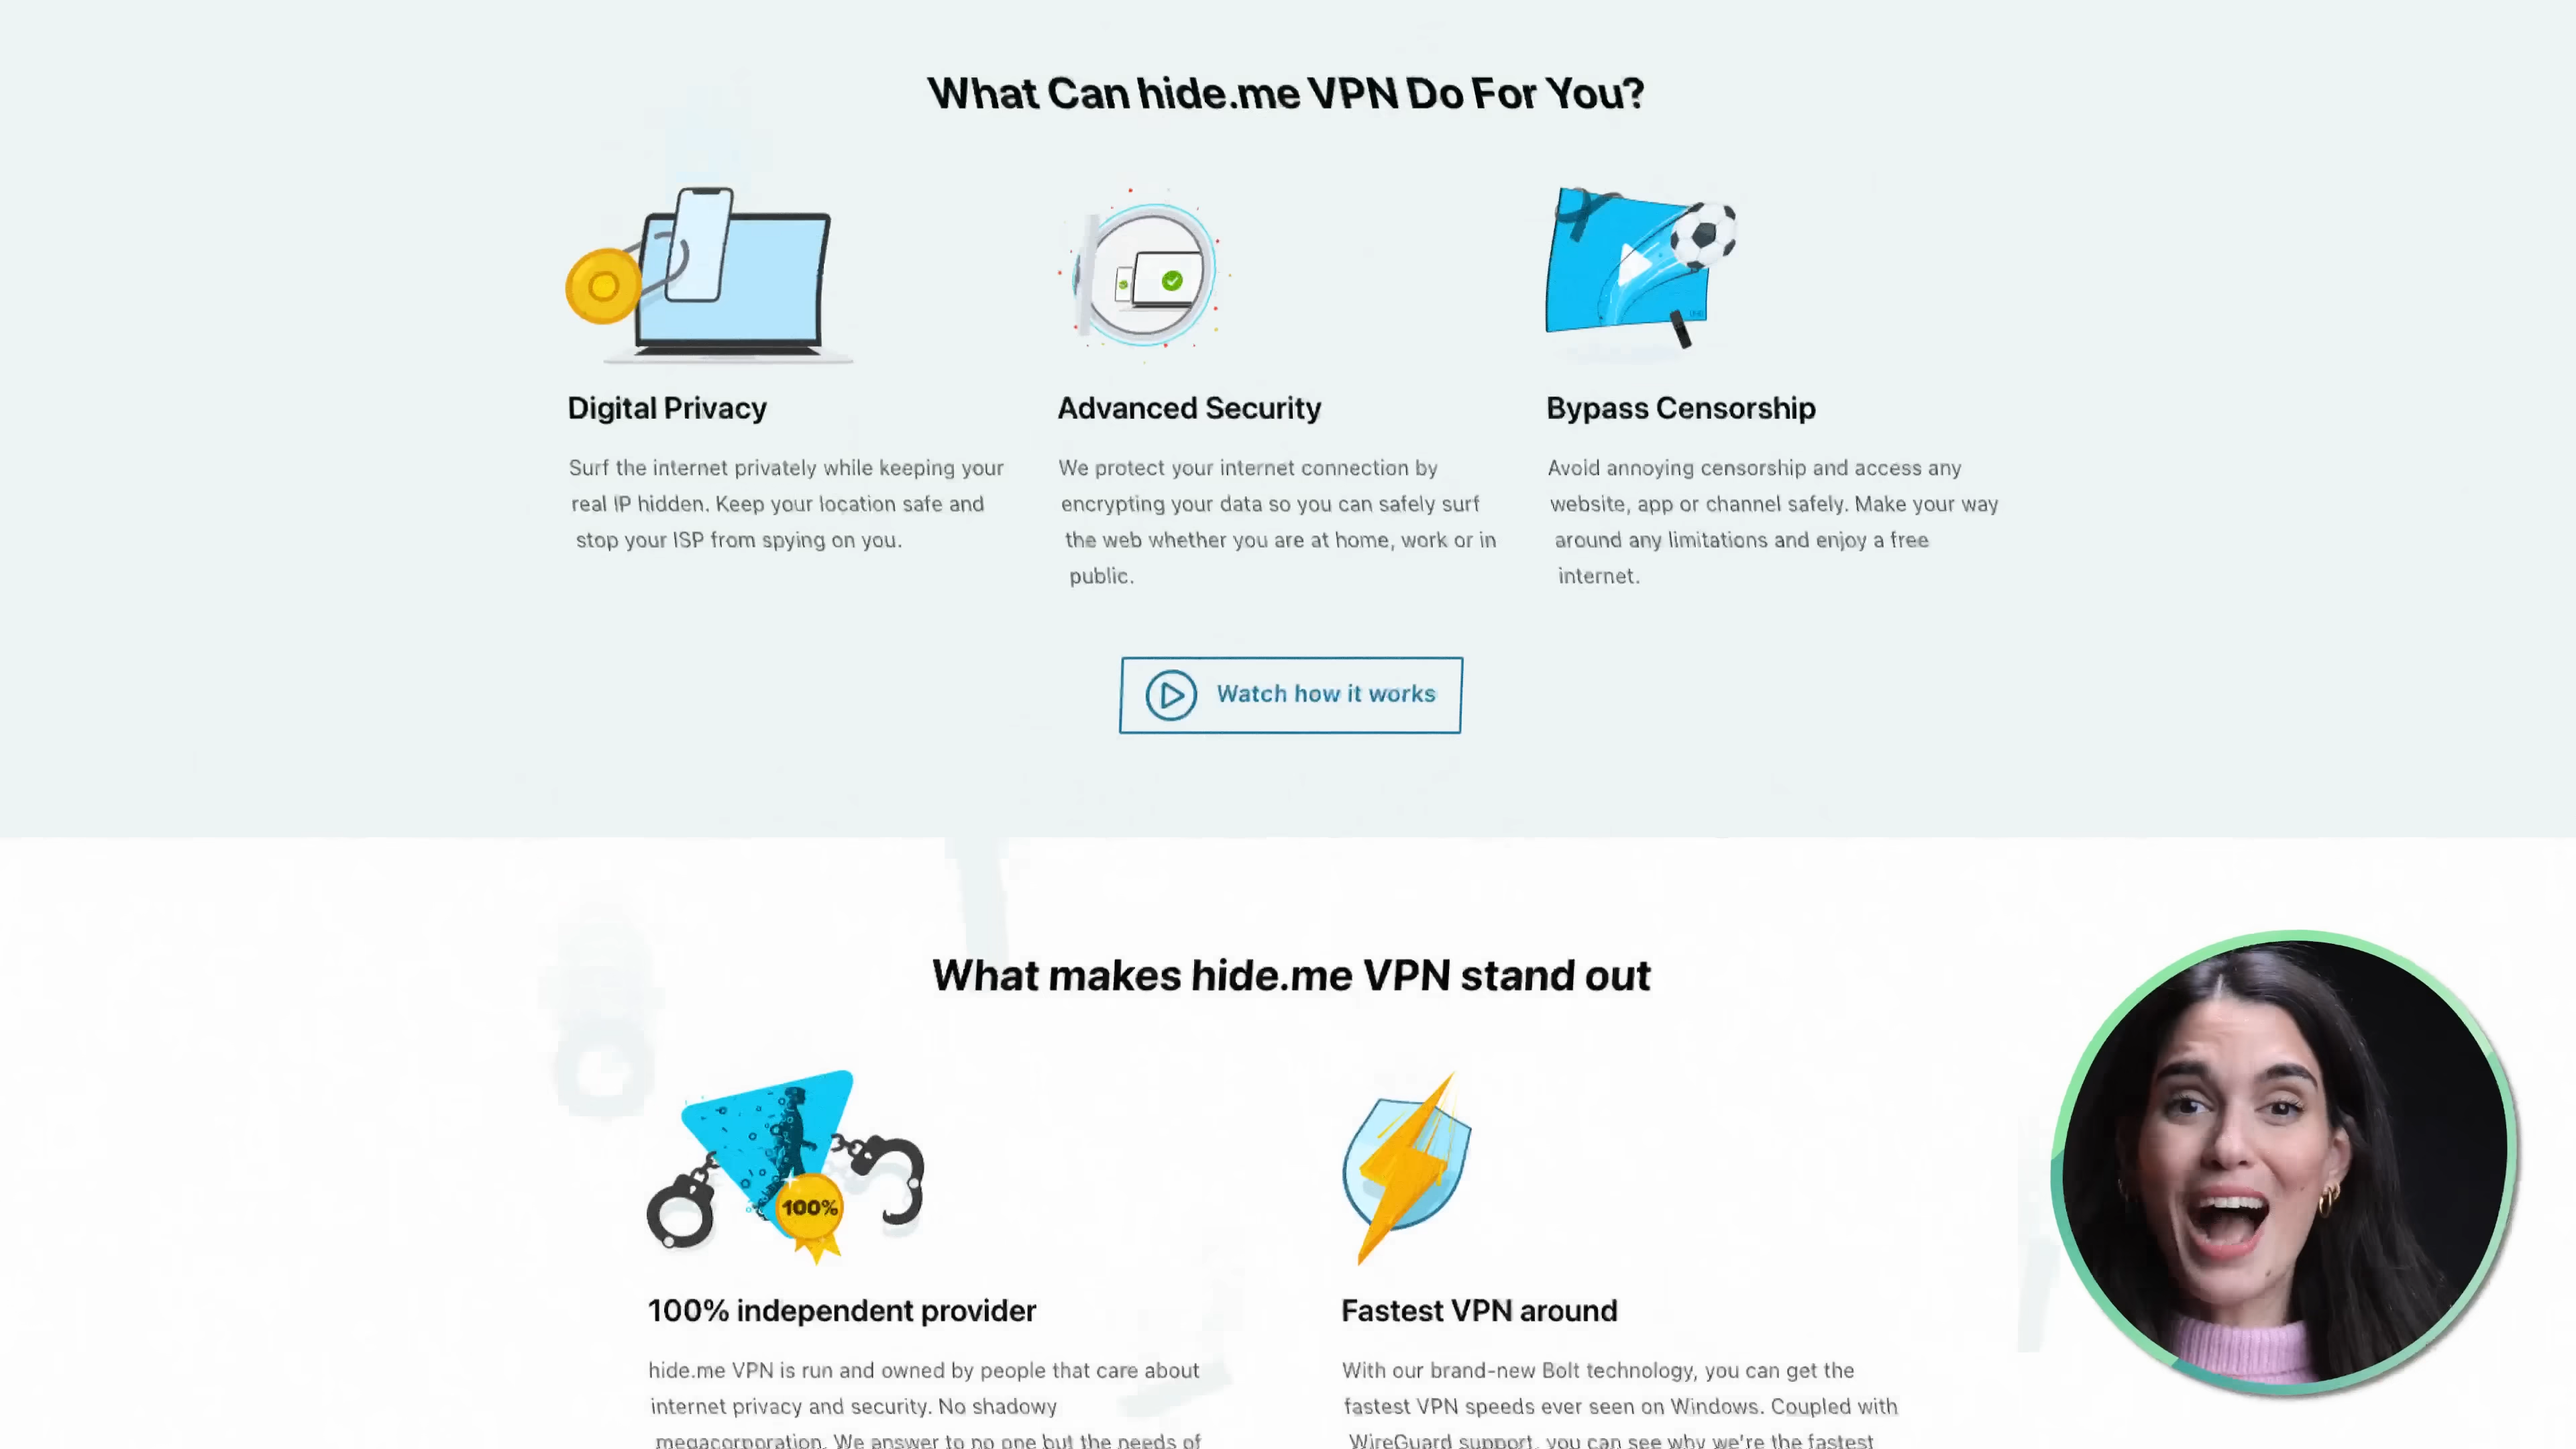 What Can hide.me VPN Do For You?
Digital Privacy
Surf the internet privately while keeping your
real IP hidden. Keep your location safe and
stop your ISP from spying on you.
Advanced Security
We protect your internet connection by
encrypting your data so you can safely surf
the web whether you are at home, work or in
public.
Bypass Censorship
Avoid annoying censorship and access any
website, app or channel safely. Make your way
around any limitations and enjoy a free
internet.
Watch how it works
What makes hide.me VPN stand out
100%
100% independent provider
hide.me VPN is run and owned by people that care about
internet privacy and security. No shadowy
megacorporation. We answer to no one but the needs of
Fastest VPN around
With our brand-new Bolt technology, you can get the
fastest VPN speeds ever seen on Windows. Coupled with
WireGuard support, you can see why we're the fastest